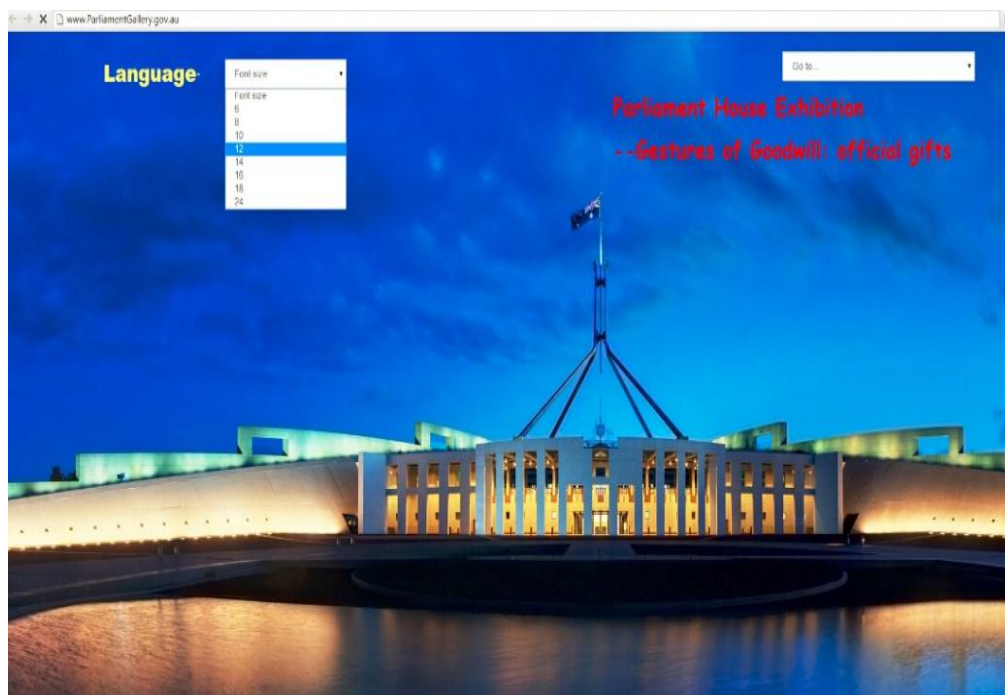 www.ParliamentGallery.gov.au
Language
Font size
Go to...
Font size
6
8
10
12
14
16
18
24
Parliament House Exhibition
--Gestures of Goodwill: official gifts